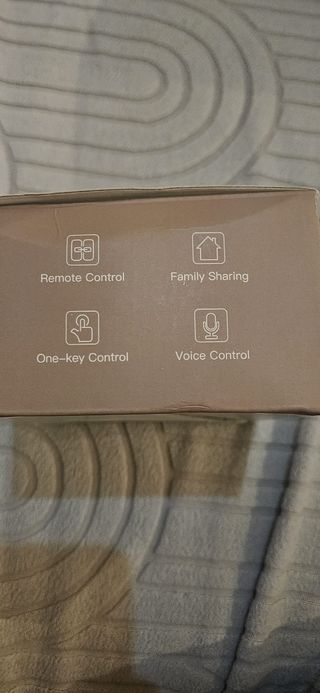 Remote Control
Family Sharing
One-key Control
Voice Control